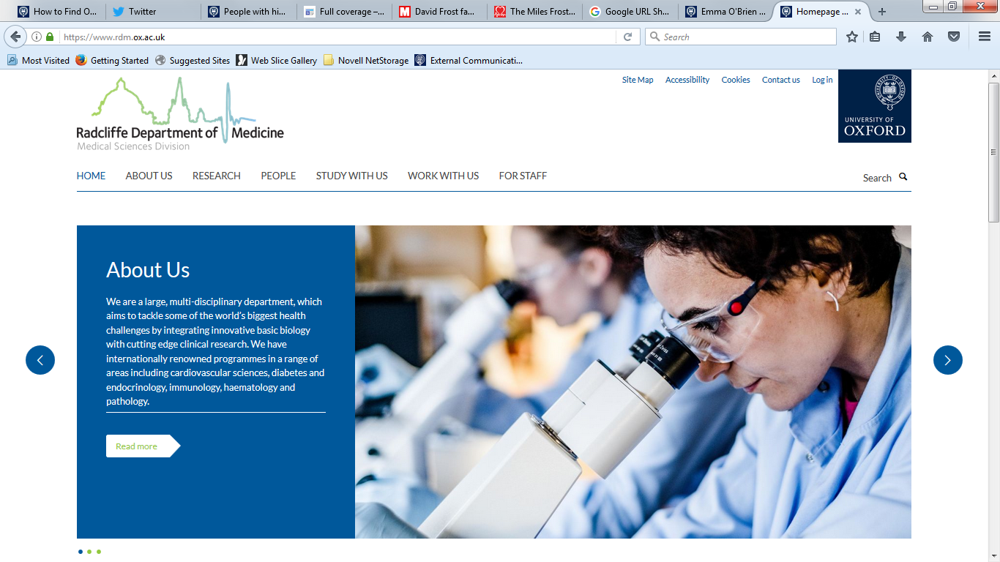 How to Find O...
Twitter
People with hi...
Full coverage –...
David Frost fa...
The Miles Frost...
Google URL Sh...
Emma O'Brien ...
Homepage ...
https://www.rdm.ox.ac.uk
Search
Most Visited
Getting Started
Suggested Sites
Web Slice Gallery
Novell NetStorage
External Communicati...
Site Map
Accessibility
Cookies
Contact us
Log in
UNIVERSITY OF
OXFORD
Radcliffe Department of Medicine
Medical Sciences Division
HOME
ABOUT US
RESEARCH
PEOPLE
STUDY WITH US
WORK WITH US
FOR STAFF
Search
About Us
We are a large, multi-disciplinary department, which
aims to tackle some of the world's biggest health
challenges by integrating innovative basic biology
with cutting edge clinical research. We have
internationally renowned programmes in a range of
areas including cardiovascular sciences, diabetes and
endocrinology, immunology, haematology and
pathology.
Read more